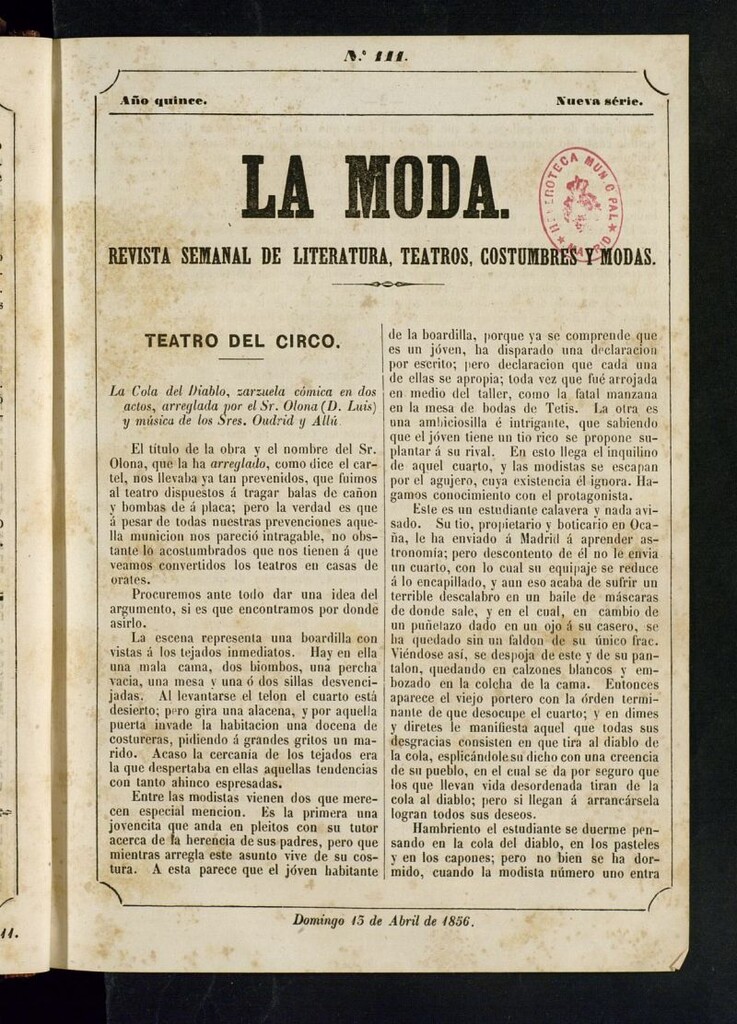 N.º 111.
Año quince.
Nueva série.
LA MODA.
HEMEROTECA MUNICIPAL
★ MADRID ★
REVISTA SEMANAL DE LITERATURA, TEATROS, COSTUMBRES Y MODAS.
TEATRO DEL CIRCO.
La Cola del Diablo, zarzuela cómica en dos
actos, arreglada por el Sr. Olona (D. Luis)
y música de los Sres. Oudrid y Allú
El título de la obra y el nombre del Sr.
Olona, que la ha arreglado, como dice el car-
tel, nos llevaba ya tan prevenidos, que fuimos
al teatro dispuestos á tragar balas de cañon
y bombas de á placa; pero la verdad es que
á pesar de todas nuestras prevenciones aque-
lla municion nos pareció intragable, no obs-
tante lo acostumbrados que nos tienen á que
veamos convertidos los teatros en casas de
orates.
Procuremos ante todo dar una idea del
argumento, si es que encontramos por donde
asirlo.
La escena representa una boardilla con
vistas á los tejados inmediatos. Hay en ella
una mala cama, dos biombos, una percha
vacia, una mesa y una ó dos sillas desvenci-
jadas. Al levantarse el telon el cuarto está
desierto; pero gira una alacena, y por aquella
puerta invade la habitacion una docena de
costureras, pidiendo á grandes gritos un ma-
rido. Acaso la cercanía de los tejados era
la que despertaba en ellas aquellas tendencias
con tanto ahinco espresadas.
Entre las modistas vienen dos que mere-
cen especial mencion. Es la primera una
jovencita que anda en pleitos con su tutor
acerca de la herencia de sus padres, pero que
mientras arregla este asunto vive de su cos-
tura. A esta parece que el jóven habitante
de la boardilla, porque ya se comprende que
es un jóven, ha disparado una declaracion
por escrito; pero declaracion que cada una
de ellas se apropia; toda vez que fué arrojada
en medio del taller, como la fatal manzana
en la mesa de bodas de Tetis. La otra es
una ambiciosilla é intrigante, que sabiendo
que el jóven tiene un tio rico se propone su-
plantar á su rival. En esto llega el inquilino
de aquel cuarto, y las modistas se escapan
por el agujero, cuya existencia él ignora. Ha-
gamos conocimiento con el protagonista.
Este es un estudiante calavera y nada avi-
sado. Su tio, propietario y boticario en Oca-
ña, le ha enviado á Madrid á aprender as-
tronomía; pero descontento de él no le envia
un cuarto, con lo cual su equipaje se reduce
á lo encapillado, y aun eso acaba de sufrir un
terrible descalabro en un baile de máscaras
de donde sale, y en el cual, en cambio de
un puñetazo dado en un ojo á su casero, se
ha quedado sin un faldon de su único frac.
Viéndose así, se despoja de este y de su pan-
talon, quedando en calzones blancos y em-
bozado en la colcha de la cama. Entonces
aparece el viejo portero con la órden termi-
nante de que desocupe el cuarto; y en dimes
y diretes le manifiesta aquel que todas sus
desgracias consisten en que tira al diablo de
la cola, esplicándole su dicho con una creencia
de su pueblo, en el cual se da por seguro que
los que llevan vida desordenada tiran de la
cola al diablo; pero si llegan á arrancársela
logran todos sus deseos.
Hambriento el estudiante se duerme pen-
sando en la cola del diablo, en los pasteles
y en los capones; pero no bien se ha dor-
mido, cuando la modista número uno entra
Domingo 13 de Abril de 1856.
11.